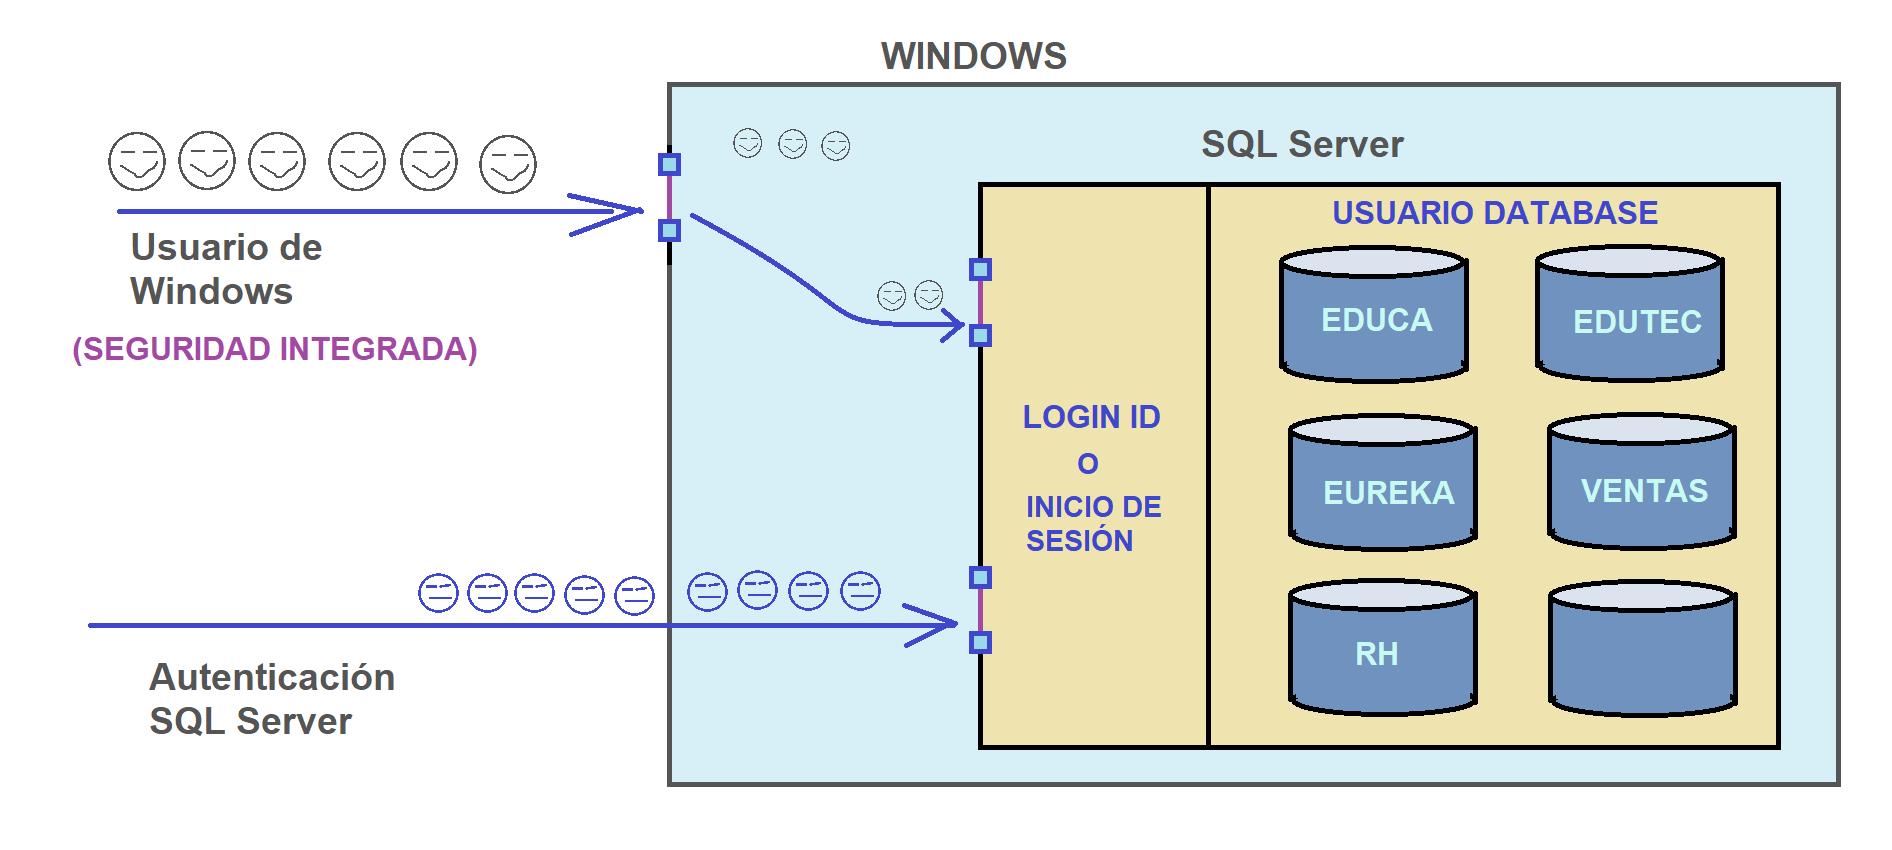 WINDOWS
SQL Server
Usuario de
Windows
(SEGURIDAD INTEGRADA)
USUARIO DATABASE
EDUCA
EDUTEC
LOGIN ID
O
INICIO DE
SESIÓN
EUREKA
VENTAS
RH
Autenticación
SQL Server